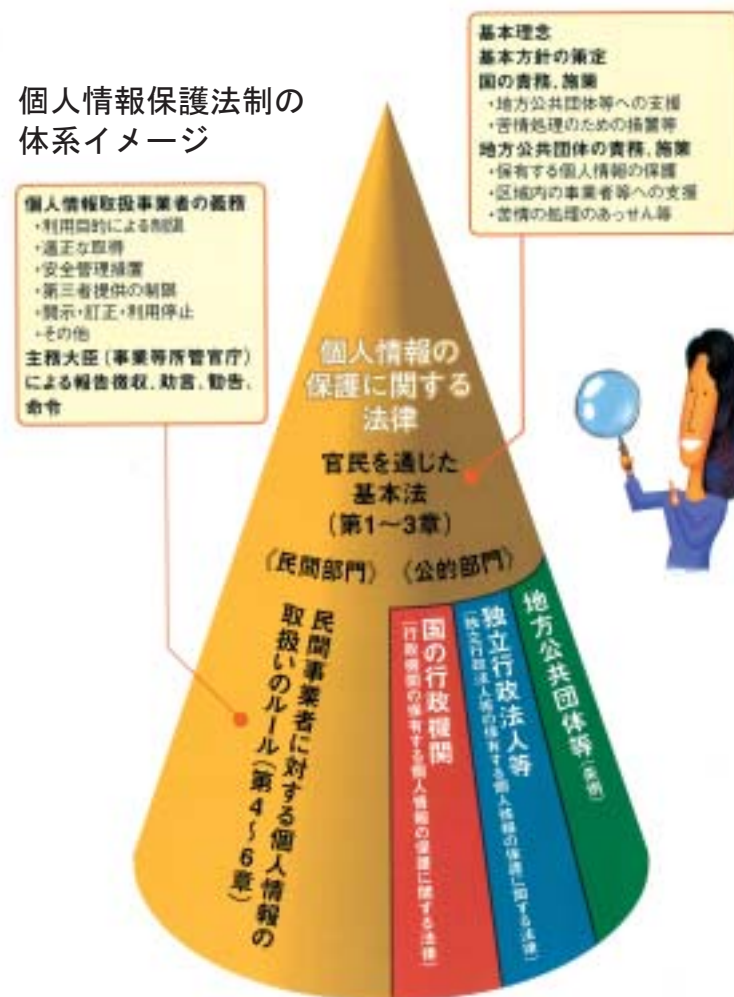 個人情報保護法制の
体系イメージ
基本理念
基本方針の策定
国の責務、施策
・地方公共団体等への支援
・苦情処理のための措置等
地方公共団体の責務、施策
・保有する個人情報の保護
・区域内の事業者等への支援
・苦情の処理のあっせん等
個人情報取扱事業者の義務
・利用目的による制限
・適正な取得
・安全管理措置
・第三者提供の制限
・開示・訂正・利用停止
・その他
主務大臣（事業等所管官庁）
による報告徴収、助言、勧告、
命令
個人情報の
保護に関する
法律
官民を通じた
基本法
（第1〜3章）
《民間部門》 《公的部門》
民間事業者に対する個人情報の
取扱いのルール（第4〜6章）
国の行政機関
（行政機関の保有する個人情報の保護に関する法律）
独立行政法人等
（独立行政法人等の保有する個人情報の保護に関する法律）
地方公共団体等（条例）